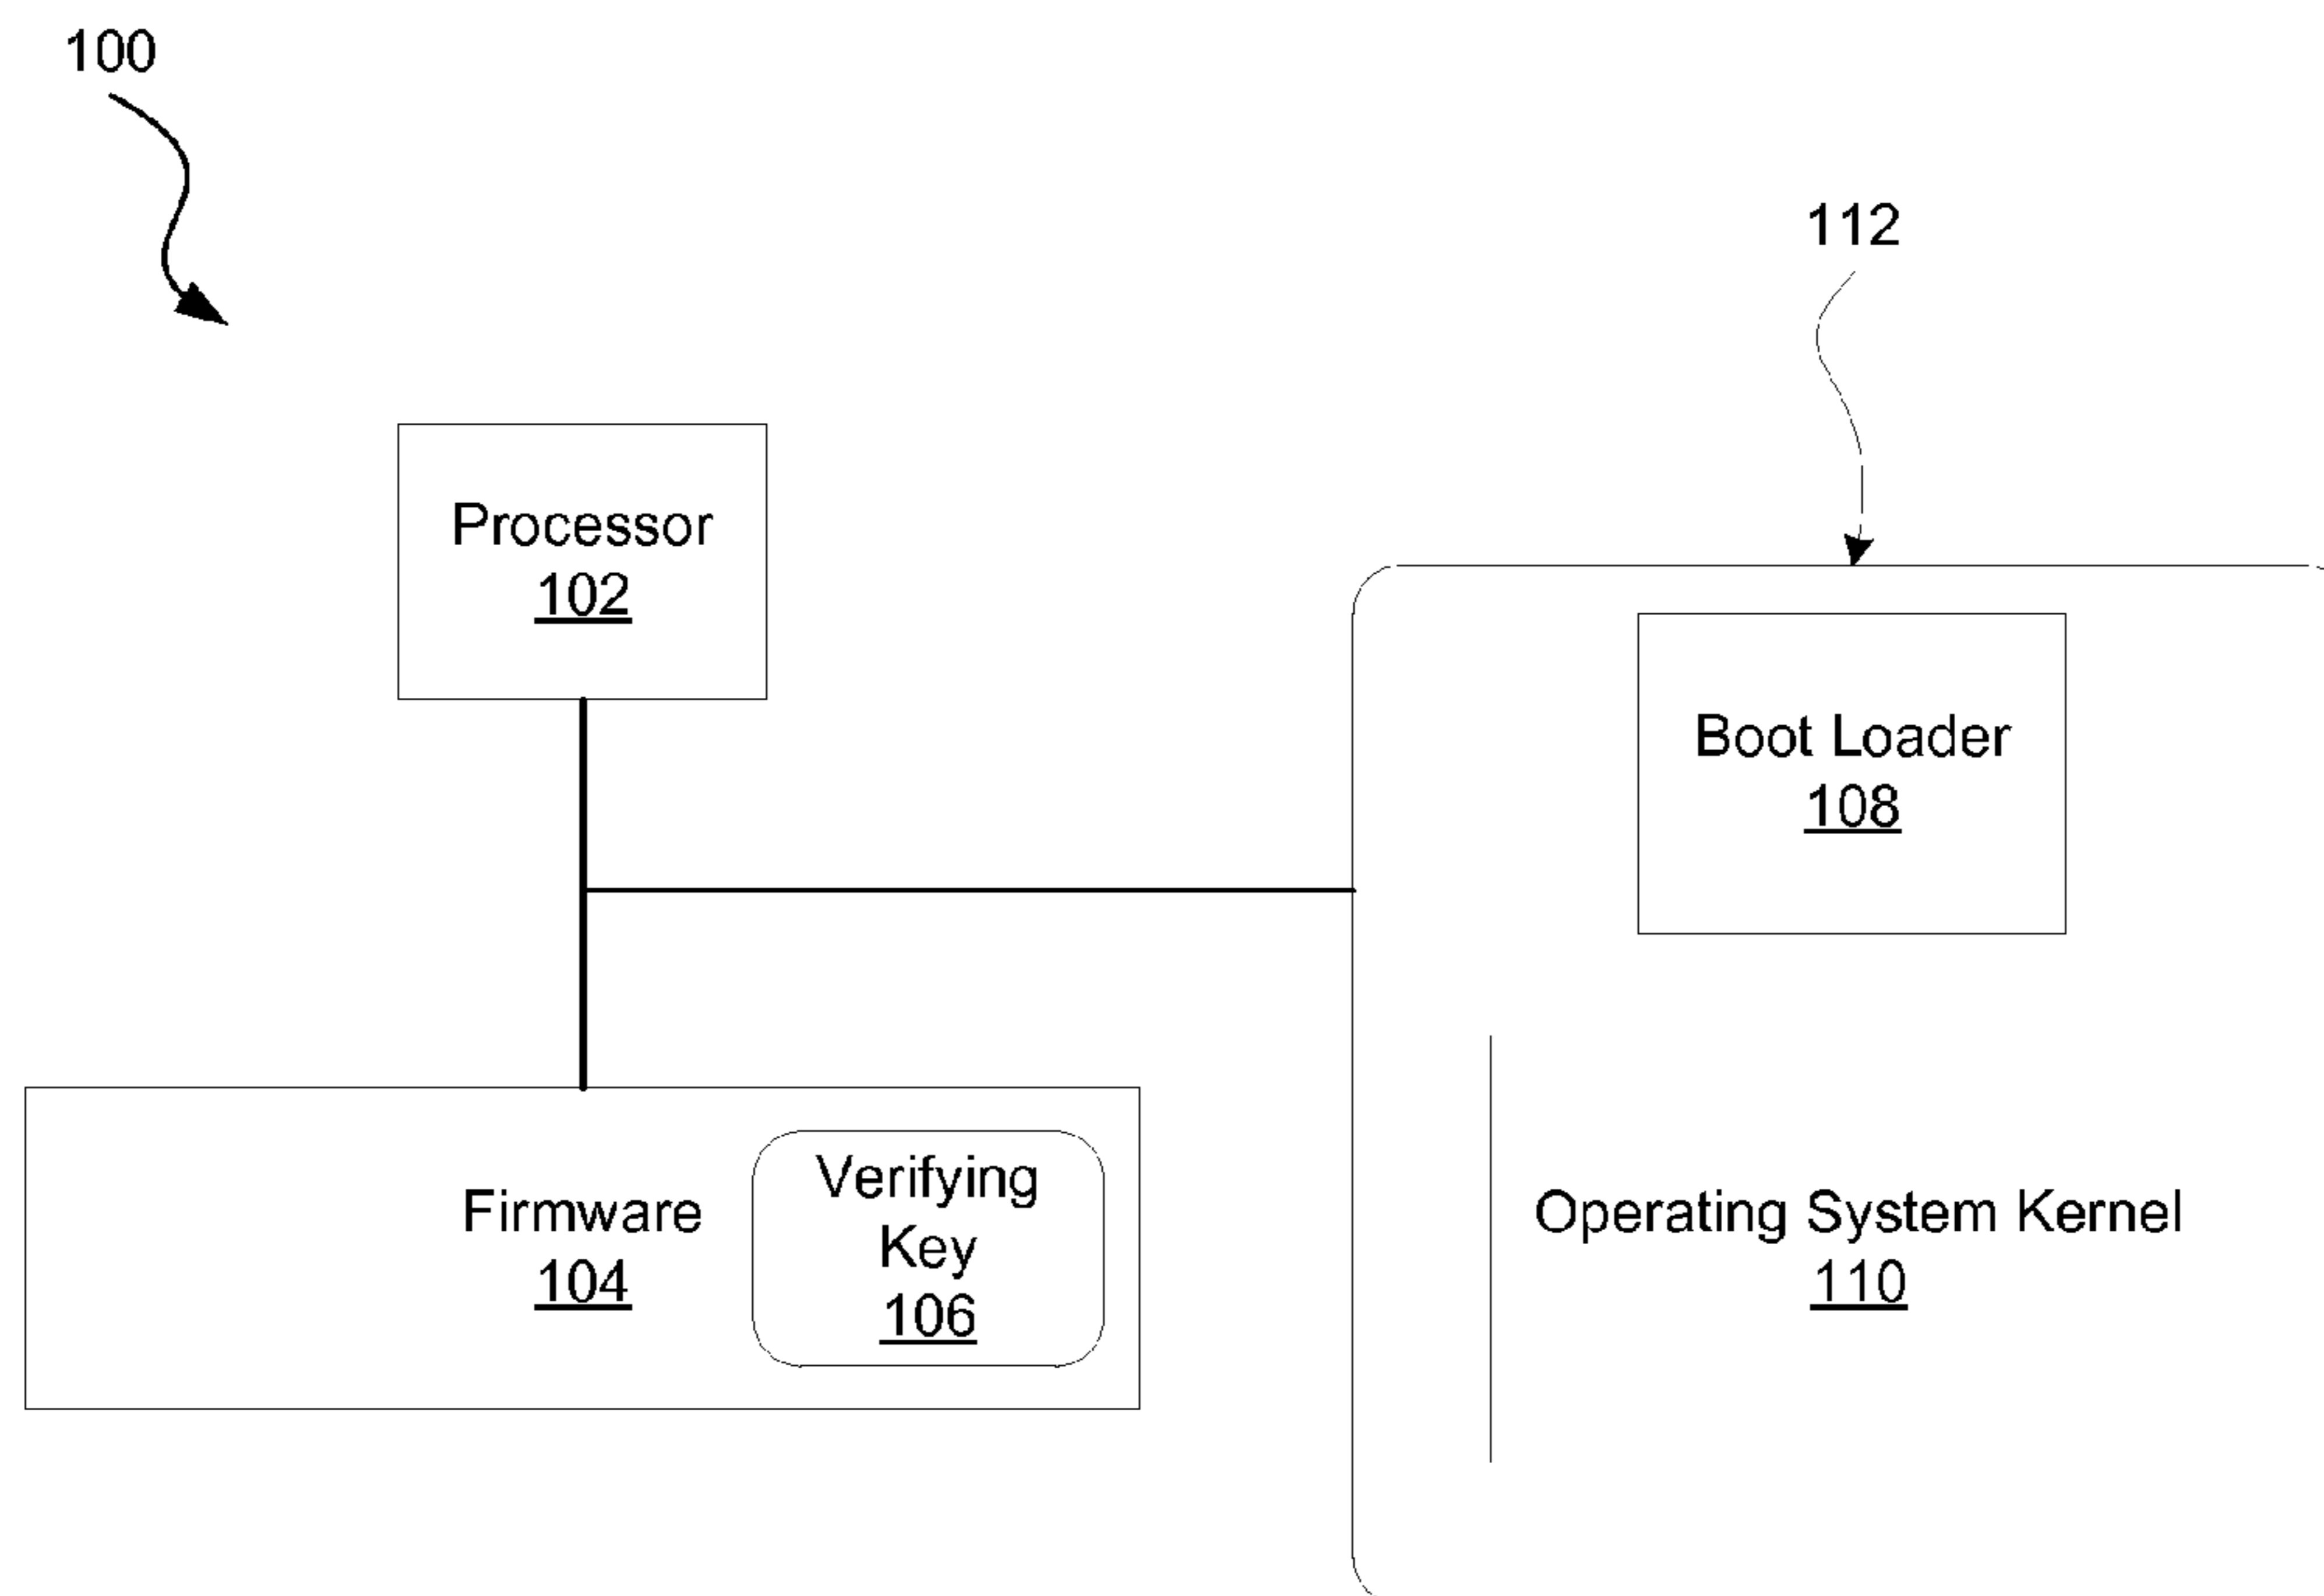 100
112
Processor
102
Boot Loader
108
Firmware
104
Verifying
Key
106
Operating System Kernel
110